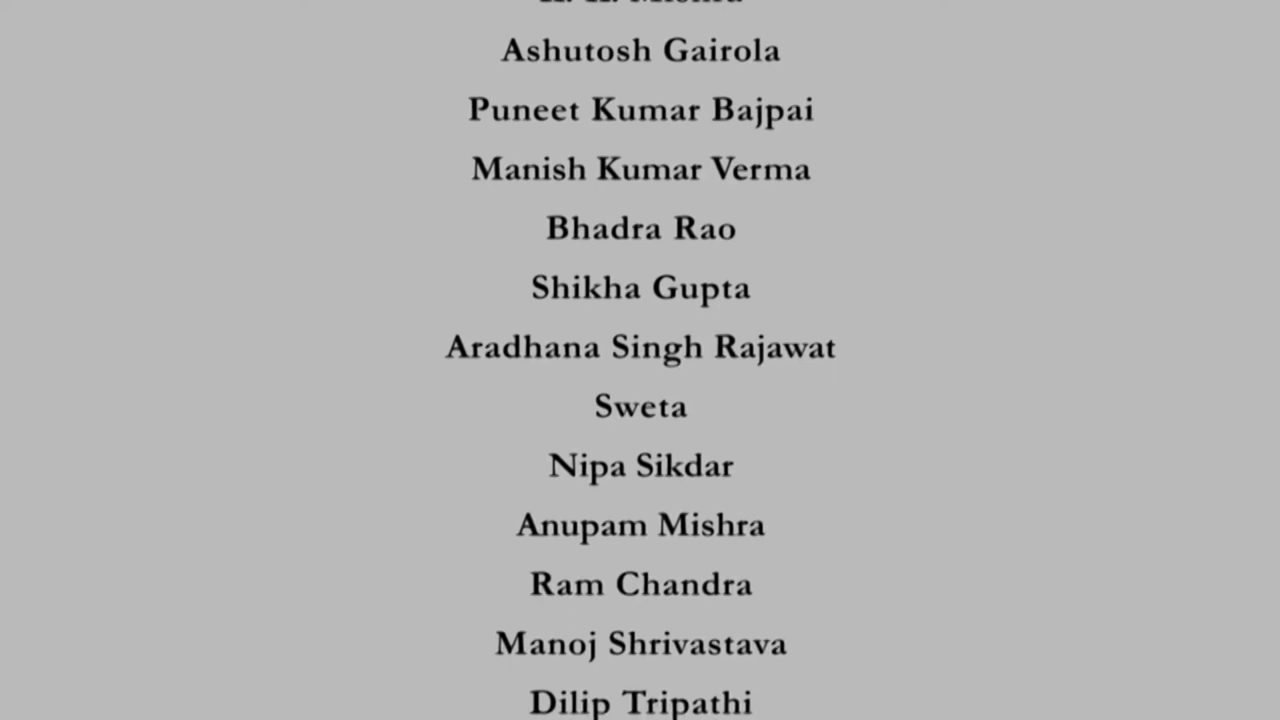 Ashutosh Gairola
Puneet Kumar Bajpai
Manish Kumar Verma
Bhadra Rao
Shikha Gupta
Aradhana Singh Rajawat
Sweta
Nipa Sikdar
Anupam Mishra
Ram Chandra
Manoj Shrivastava
Dilip Tripathi